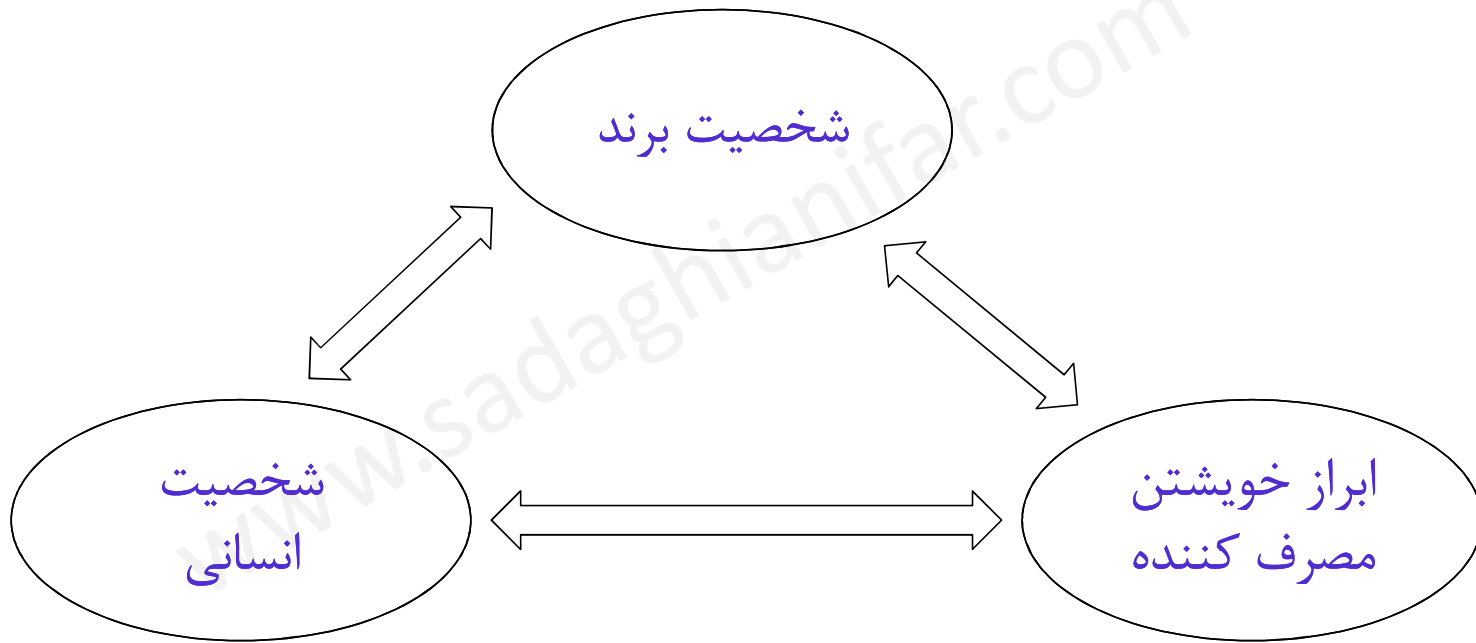 شخصیت برند
شخصیت
انسانی
ابراز خویشتن
مصرف کننده
www.sadaghianifar.com